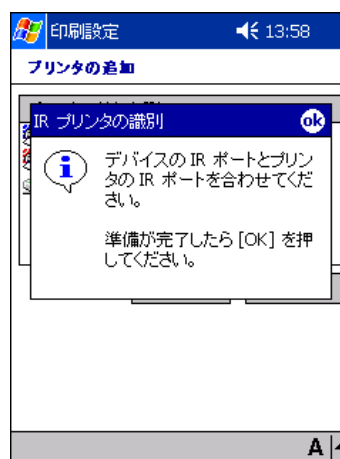 印刷設定 13:58
プリンタの追加
IR プリンタの識別 ok
デバイスの IR ポートとプリン
タの IR ポートを合わせてくだ
さい。
準備が完了したら [OK] を押
してください。
A